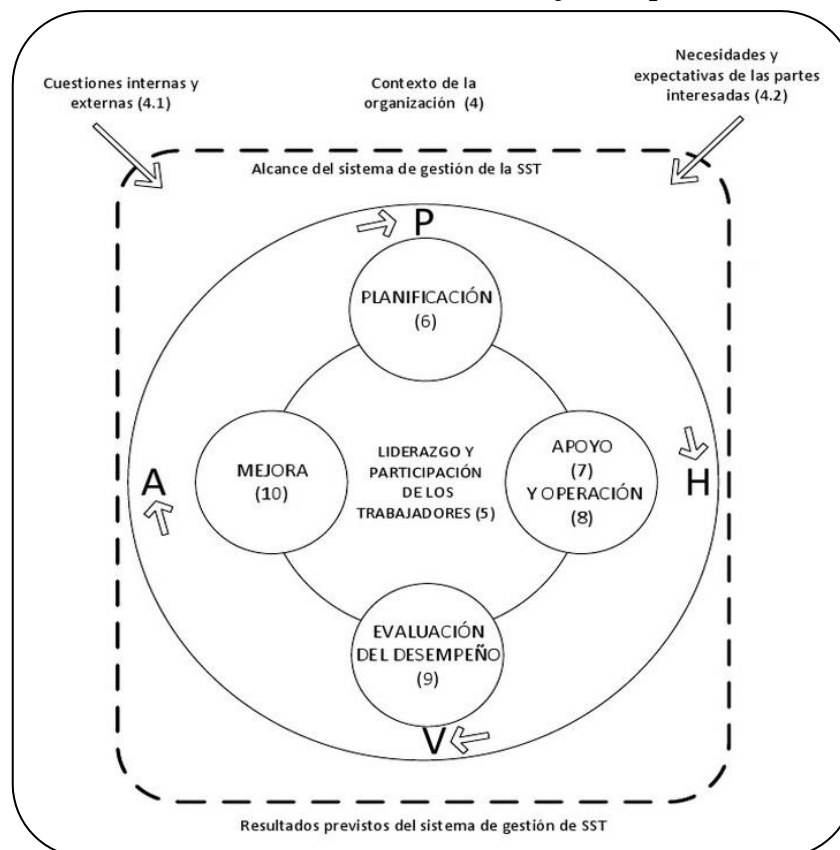 Cuestiones internas y
externas (4.1)
Contexto de la
organización (4)
Necesidades y
expectativas de las partes
interesadas (4.2)
Alcance del sistema de gestión de la SST
P
PLANIFICACIÓN
(6)
A
MEJORA
(10)
LIDERAZGO Y
PARTICIPACIÓN
DE LOS
TRABAJADORES (5)
APOYO
(7)
Y OPERACIÓN
(8)
H
EVALUACIÓN
DEL DESEMPEÑO
(9)
V
Resultados previstos del sistema de gestión de SST